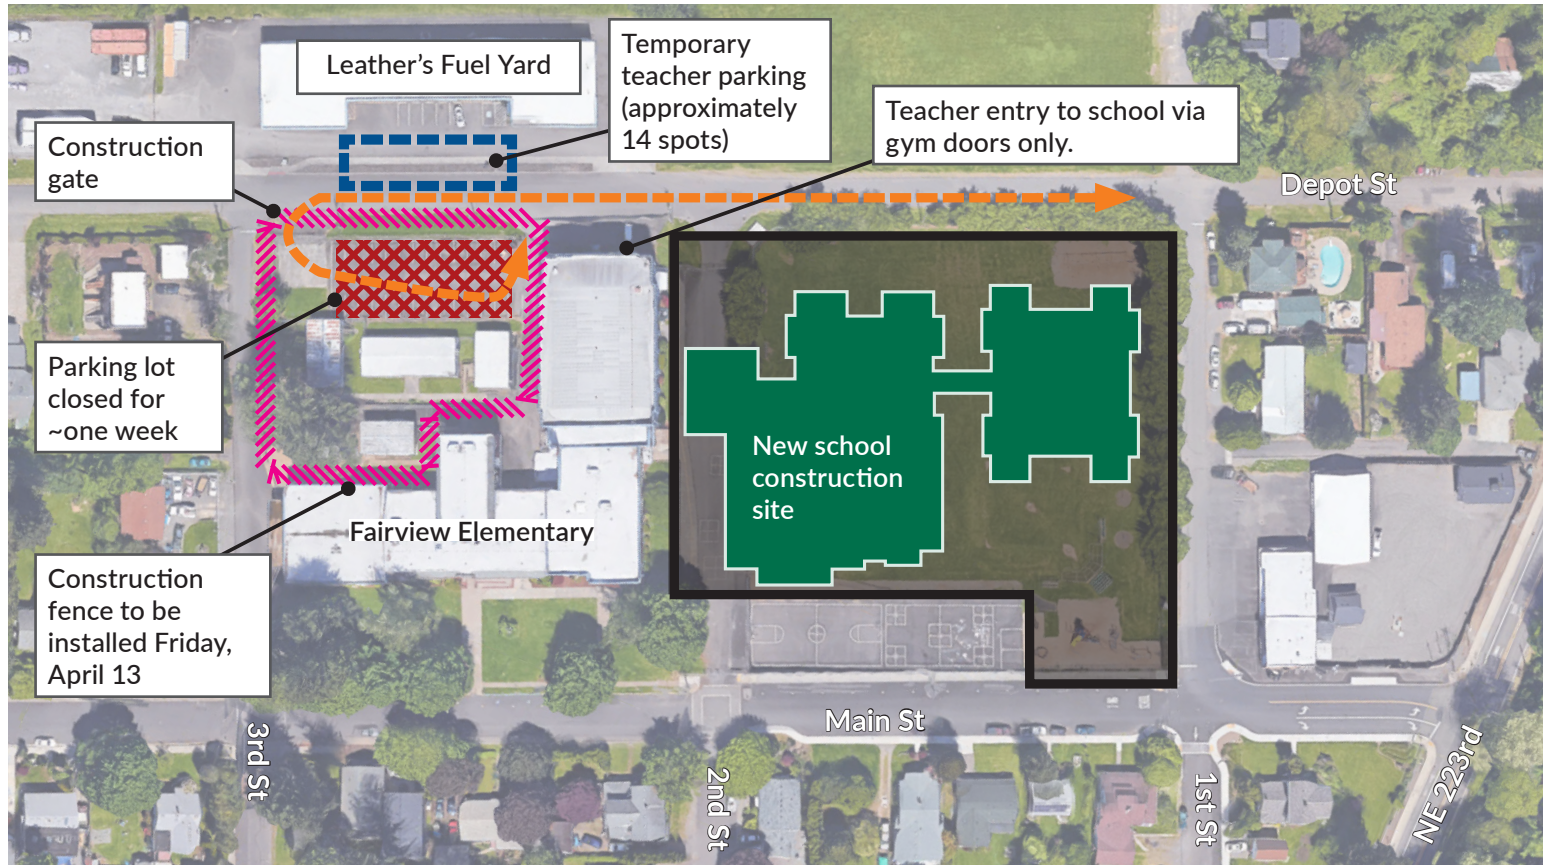 Leather's Fuel Yard
Temporary
teacher parking
(approximately
14 spots)
Teacher entry to school via
gym doors only.
Construction
gate
Depot St
Parking lot
closed for
~one week
New school
construction
site
Fairview Elementary
Construction
fence to be
installed Friday,
April 13
Main St
3rd St
2nd St
1st St
NE 223rd